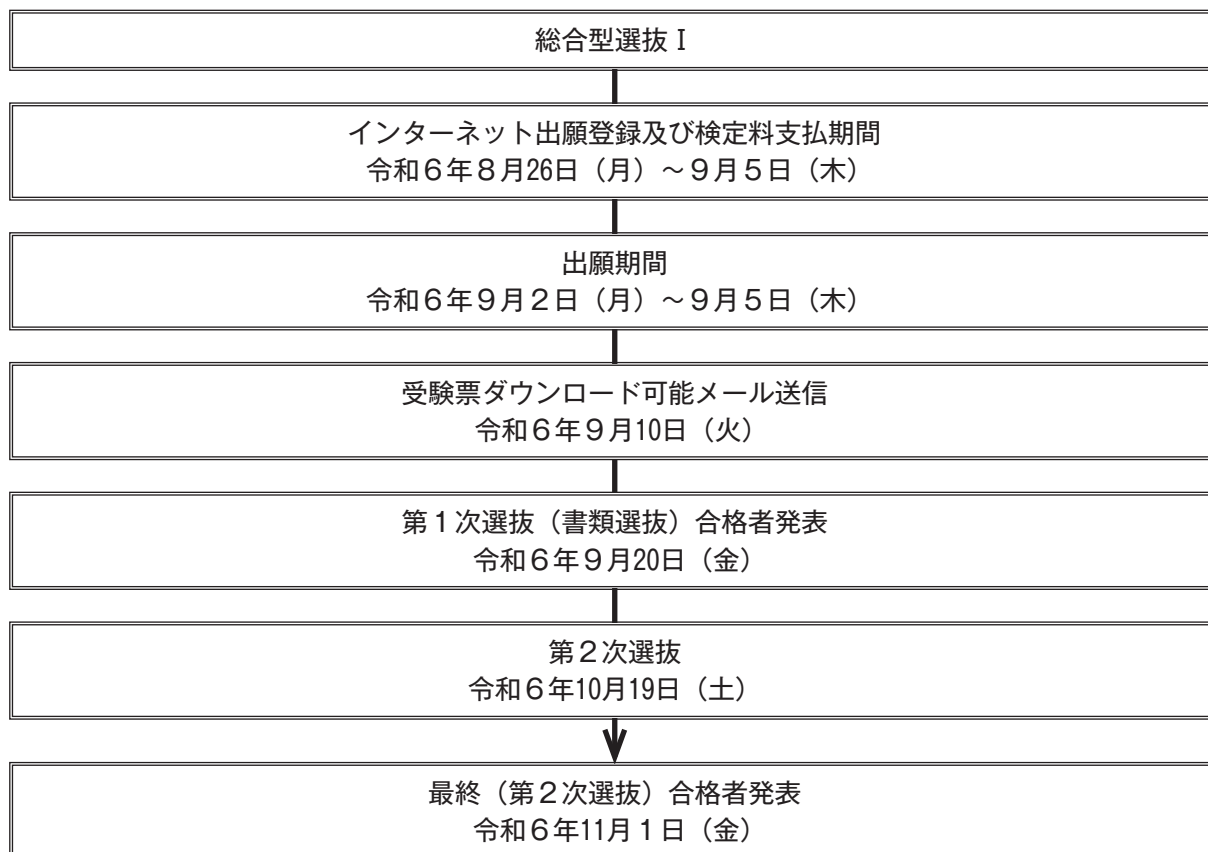 総合型選抜Ⅰ
インターネット出願登録及び検定料支払期間
令和６年８月26日（月）～９月５日（木）
出願期間
令和６年９月２日（月）～９月５日（木）
受験票ダウンロード可能メール送信
令和６年９月10日（火）
第１次選抜（書類選抜）合格者発表
令和６年９月20日（金）
第２次選抜
令和６年10月19日（土）
最終（第２次選抜）合格者発表
令和６年11月１日（金）